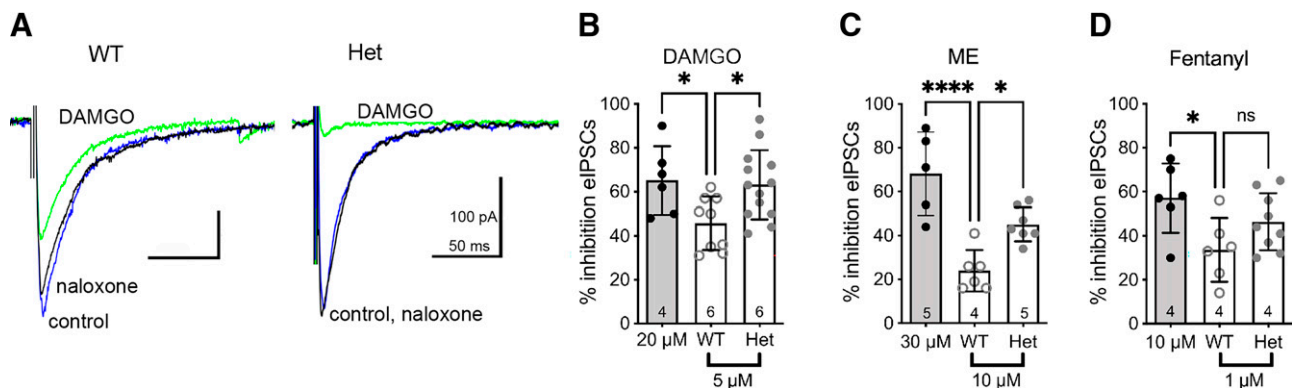 A
WT
Het
DAMGO
naloxone
control
DAMGO
100 pA
50 ms
control, naloxone
B
DAMGO
* *
% inhibition eIPSCs
100
80
60
40
20
0
4 6 6
20 µM WT Het
5 µM
C
ME
**** *
% inhibition eIPSCs
100
80
60
40
20
0
5 4 5
30 µM WT Het
10 µM
D
Fentanyl
* ns
% inhibitiion eIPSCs
100
80
60
40
20
0
4 4 4
10 µM WT Het
1 µM